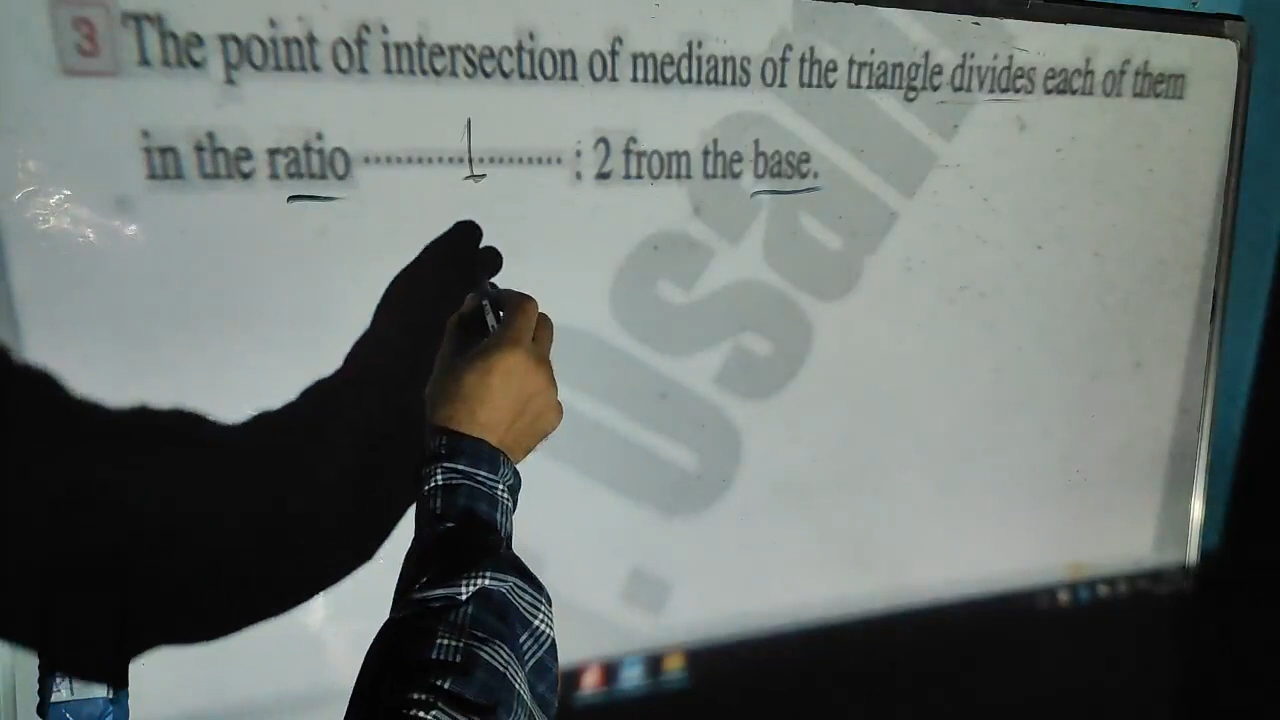 3 The point of intersection of medians of the triangle divides each of them
in the ratio ..........1.......... : 2 from the base.
. Osam